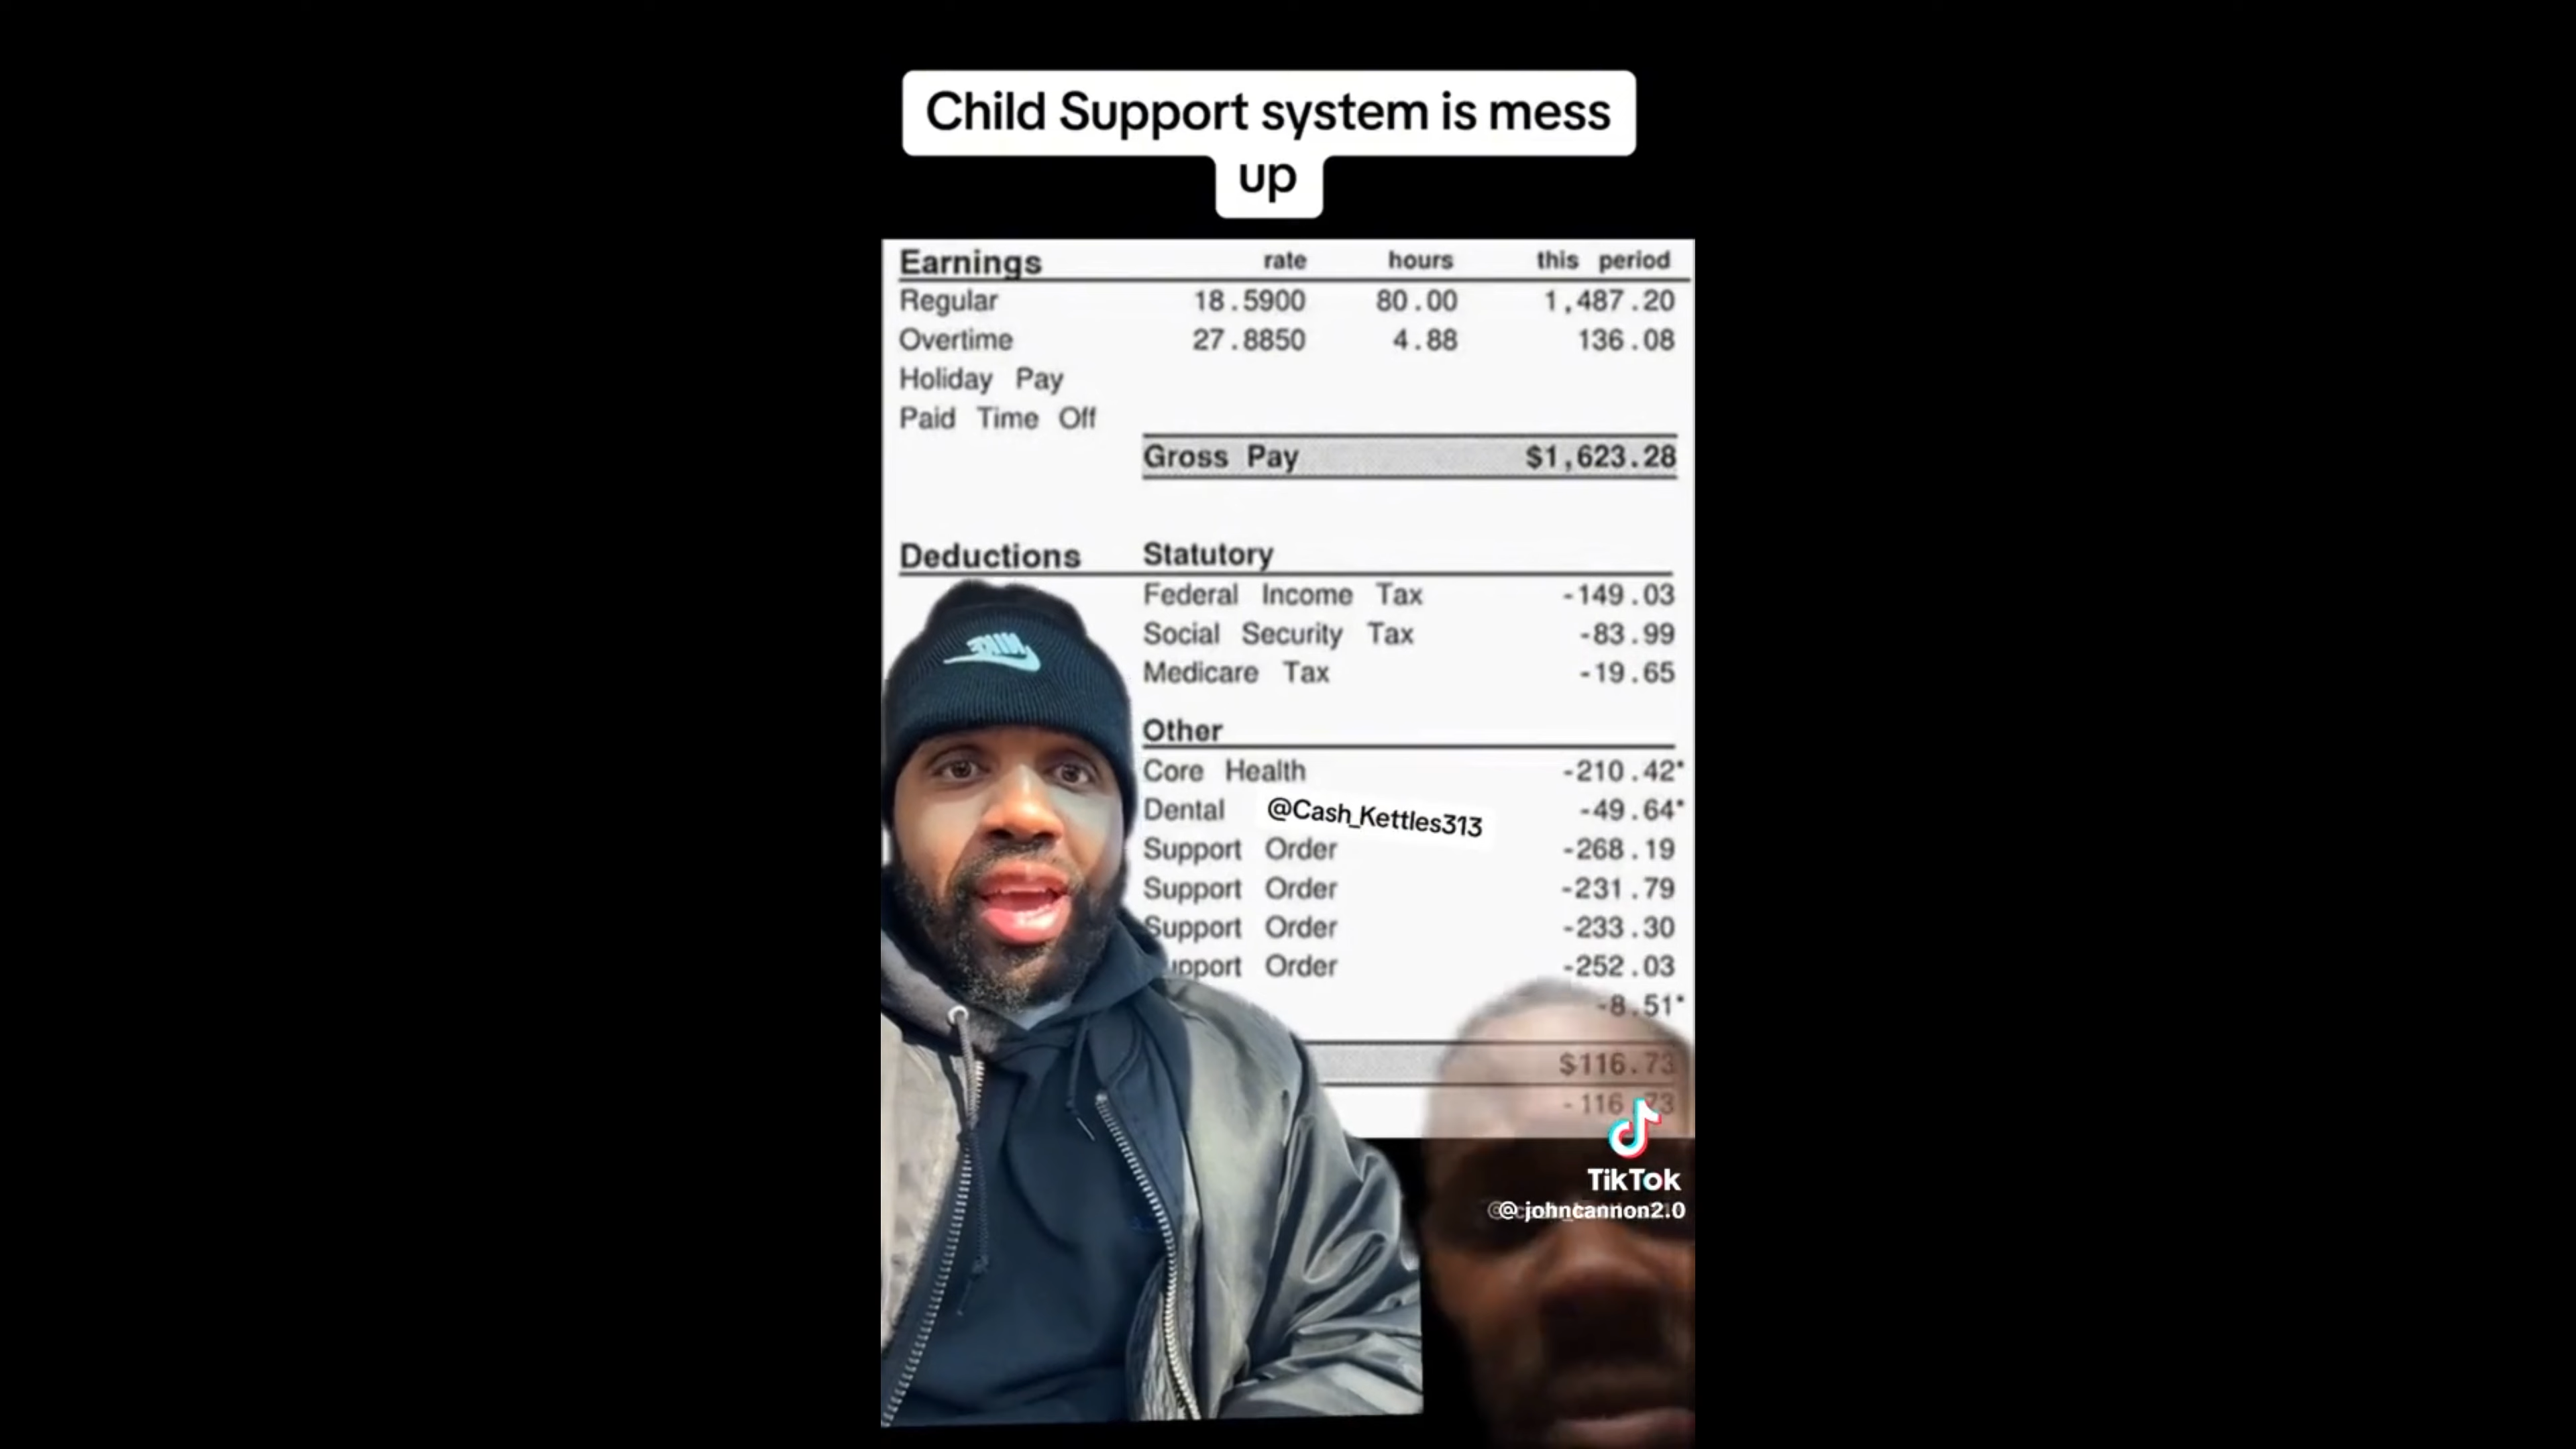 Child Support system is mess
up
Earnings rate hours this period
Regular 18.5900 80.00 1,487.20
Overtime 27.8850 4.88 136.08
Holiday Pay
Paid Time Off
Gross Pay $1,623.28
Deductions Statutory
Federal Income Tax -149.03
Social Security Tax -83.99
Medicare Tax -19.65
Other
Core Health -210.42*
Dental -49.64*
@Cash_Kettles313
Support Order -268.19
Support Order -231.79
Support Order -233.30
upport Order -252.03
-8.51*
$116.73
-116.73
TikTok
@johncannon2.0